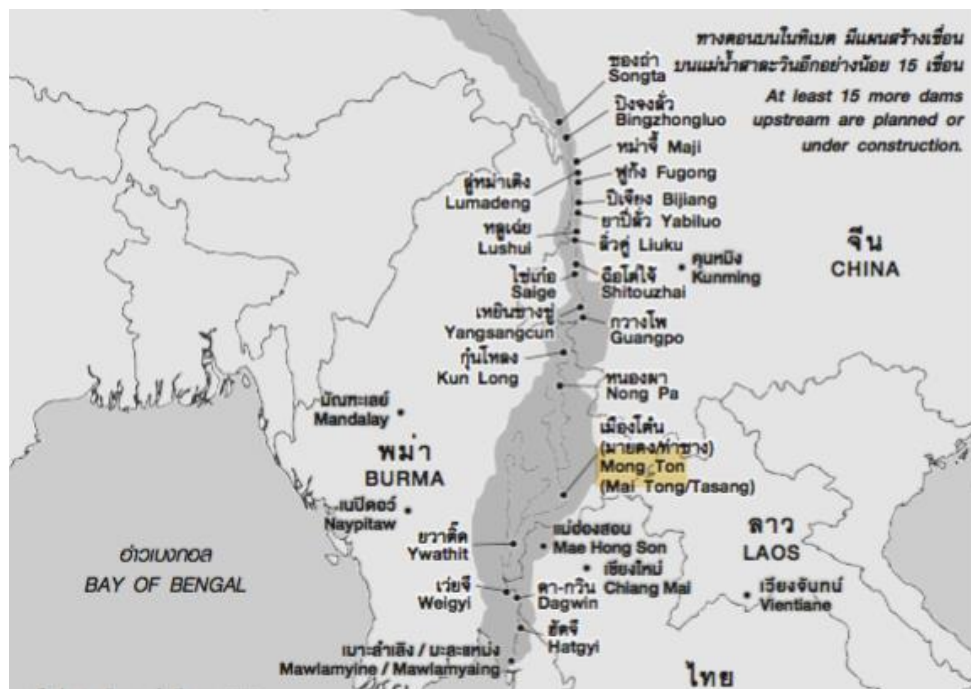 ทางตอนบนในทิเบต มีแผนสร้างเขื่อน
บนแม่น้ำสาละวินอีกอย่างน้อย 15 เขื่อน
At least 15 more dams
upstream are planned or
under construction.
ซองถ่า
Songta
ปิงจงลั่ว
Bingzhongluo
หม่าจี้ Maji
ฟูก้ง Fugong
ลู่หม่าเติง
Lumadeng
ปี้เจียง Bijiang
ยาปี่ลั่ว Yabiluo
หลูเฉ่ย
Lushui
ลิ่วคู่ Liuku
จีน
CHINA
คุนหมิง
Kunming
ไซ่เก๋อ
Saige
ฉือโถ่ไจ้
Shitouzhai
เหยินซางชู่
Yangsangcun
กวางโพ
Guangpo
กุ๋นโหลง
Kun Long
หนองผา
Nong Pa
มัณฑะเลย์
Mandalay
เมืองโต๋น
(มายตง/ท่าซาง)
Mong Ton
(Mai Tong/Tasang)
พม่า
BURMA
เนปิดอว์
Naypitaw
ยวาติ๊ด
Ywathit
แม่ฮ่องสอน
Mae Hong Son
ลาว
LAOS
อ่าวเบงกอล
BAY OF BENGAL
เชียงใหม่
Chiang Mai
เว่ยจี
Weigyi
ดา-กวิน
Dagwin
เวียงจันทน์
Vientiane
ฮัตจี
Hatgyi
เมาะลำเลิง / มะละแหม่ง
Mawlamyine / Mawlamyaing
ไทย